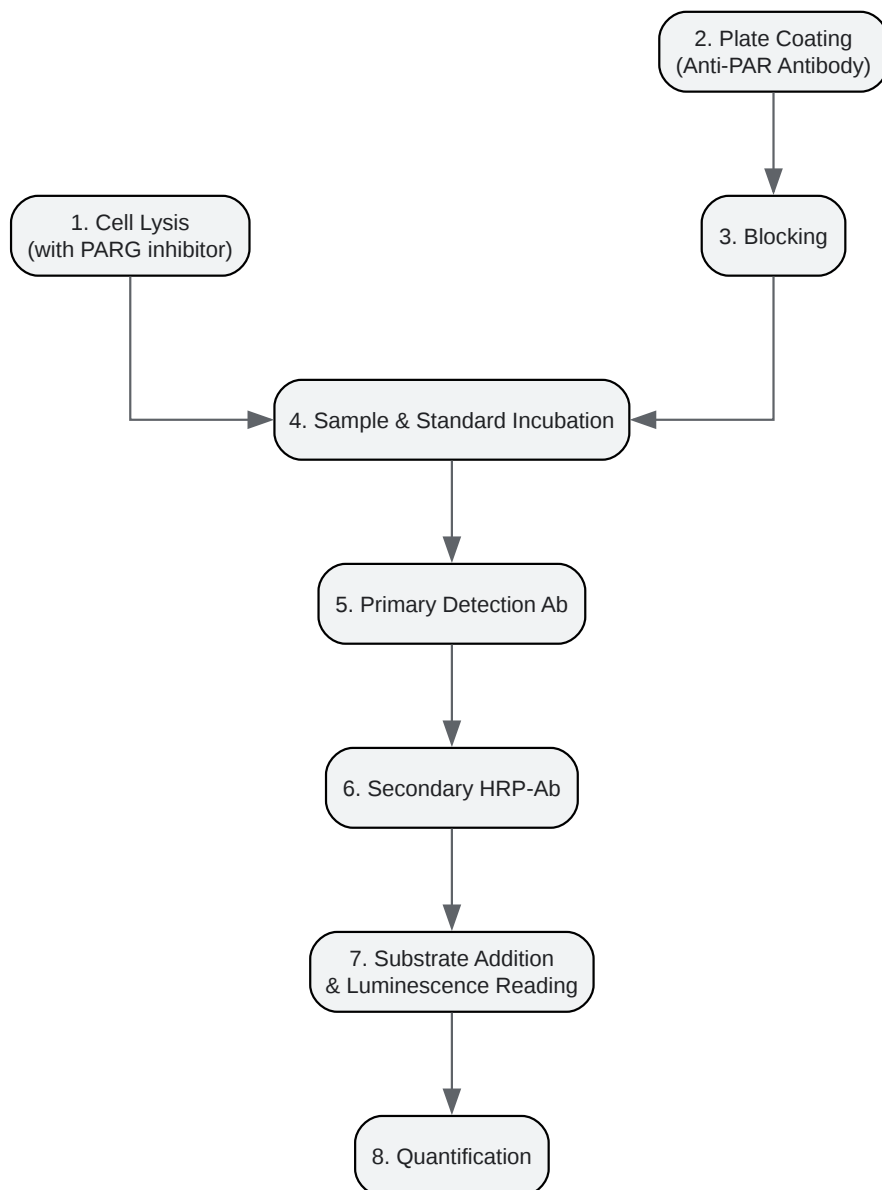 2. Plate Coating
(Anti-PAR Antibody)
1. Cell Lysis
(with PARG inhibitor)
3. Blocking
4. Sample & Standard Incubation
5. Primary Detection Ab
6. Secondary HRP-Ab
7. Substrate Addition
& Luminescence Reading
8. Quantification